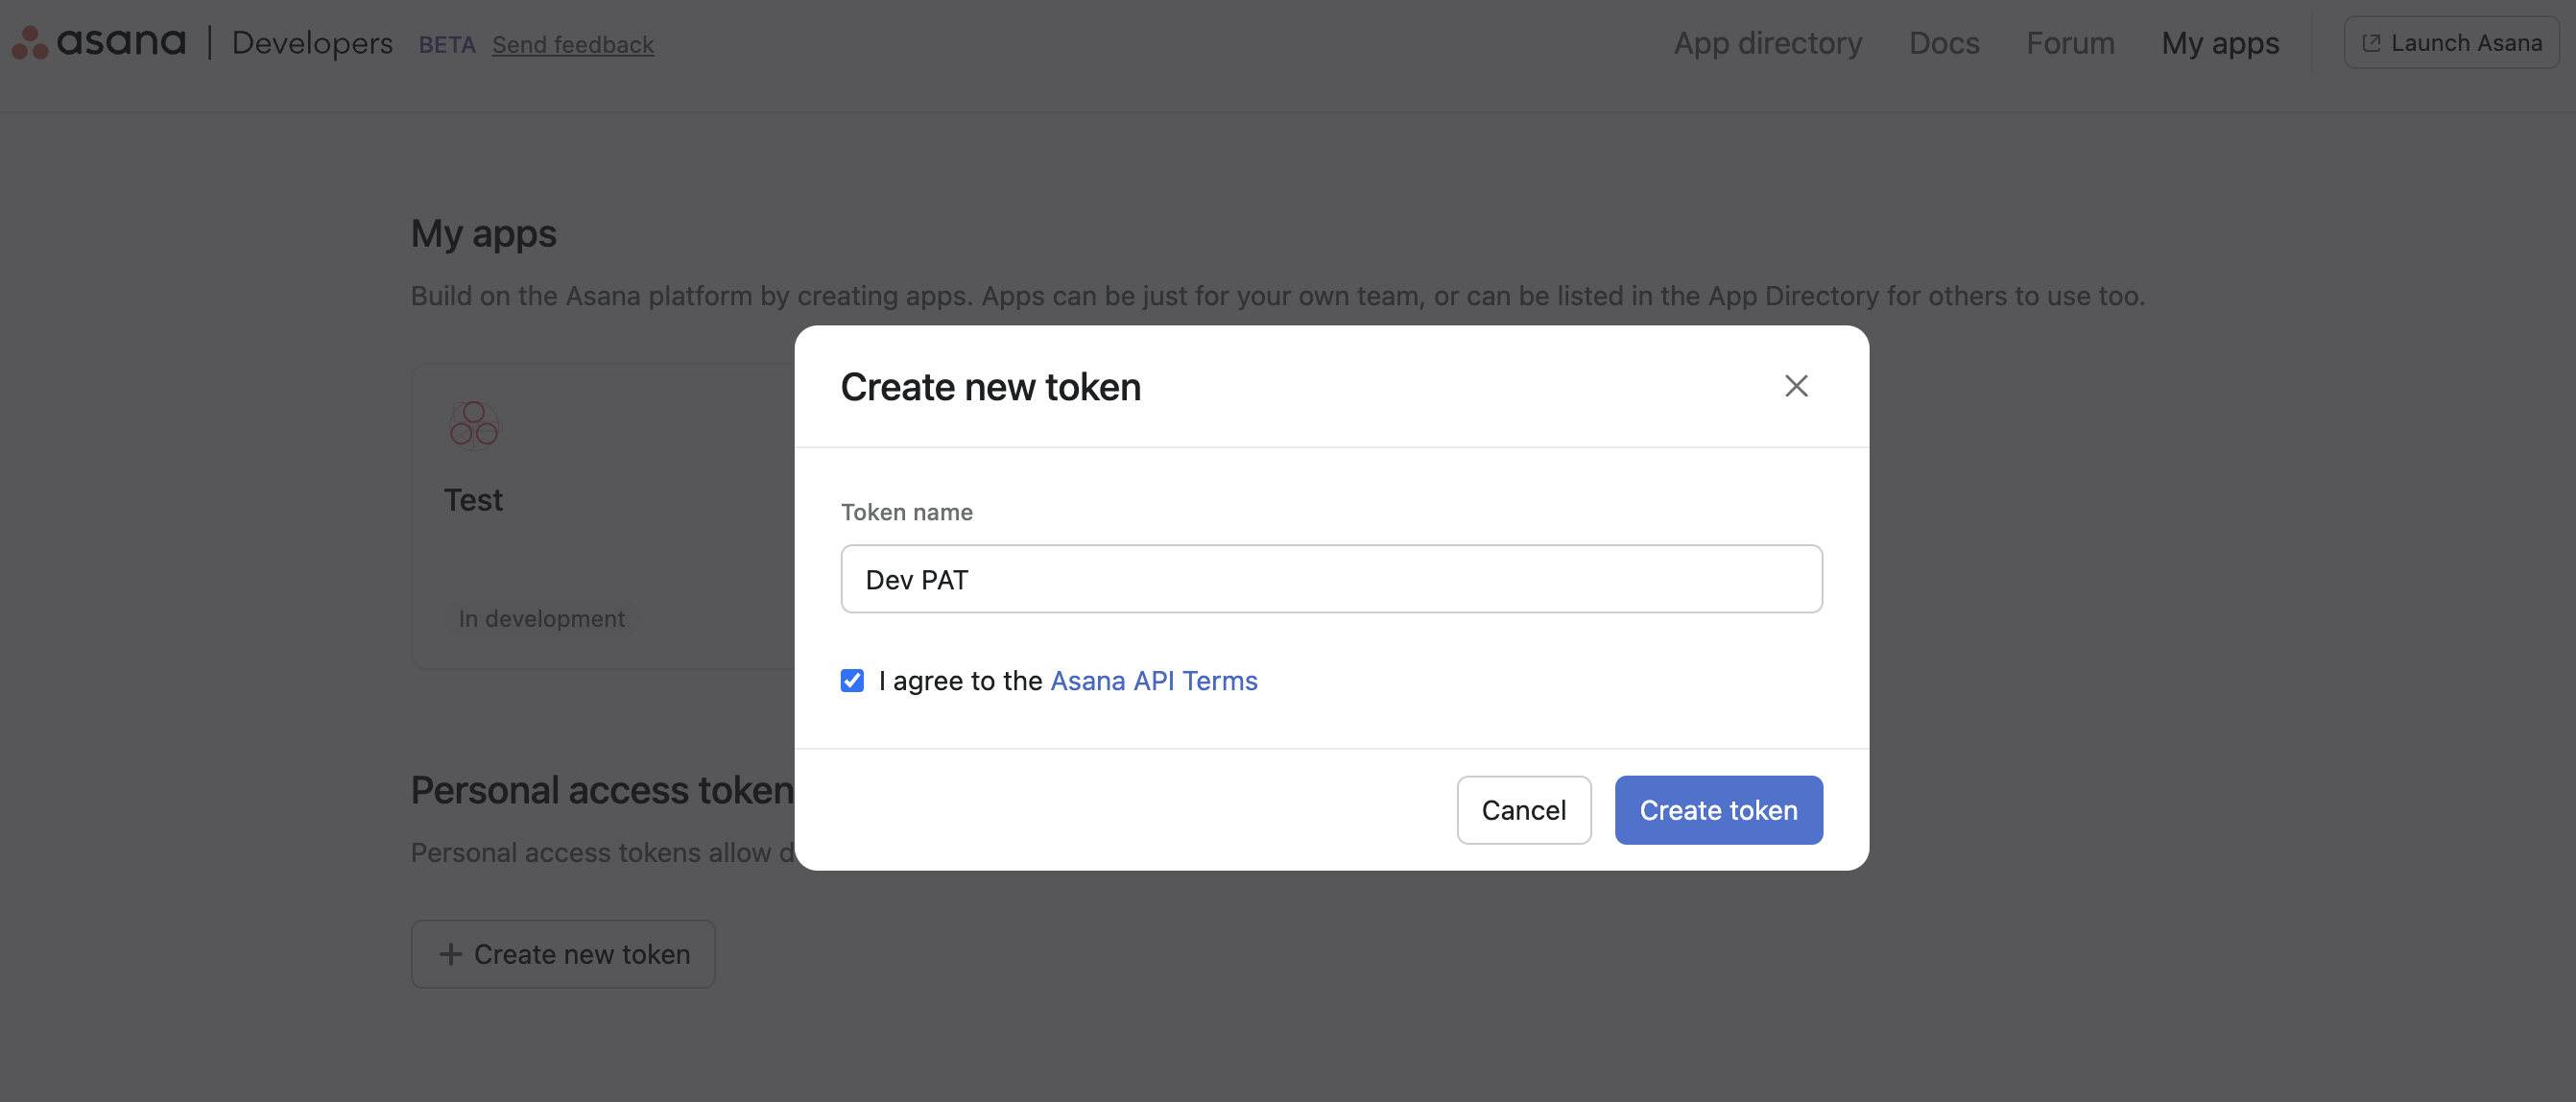 asana | Developers BETA Send feedback App directory Docs Forum My apps Launch Asana
My apps
Build on the Asana platform by creating apps. Apps can be just for your own team, or can be listed in the App Directory for others to use too.
Test
In development
Create new token
Token name
Dev PAT
I agree to the Asana API Terms
Cancel Create token
Personal access token
Personal access tokens allow d
Create new token